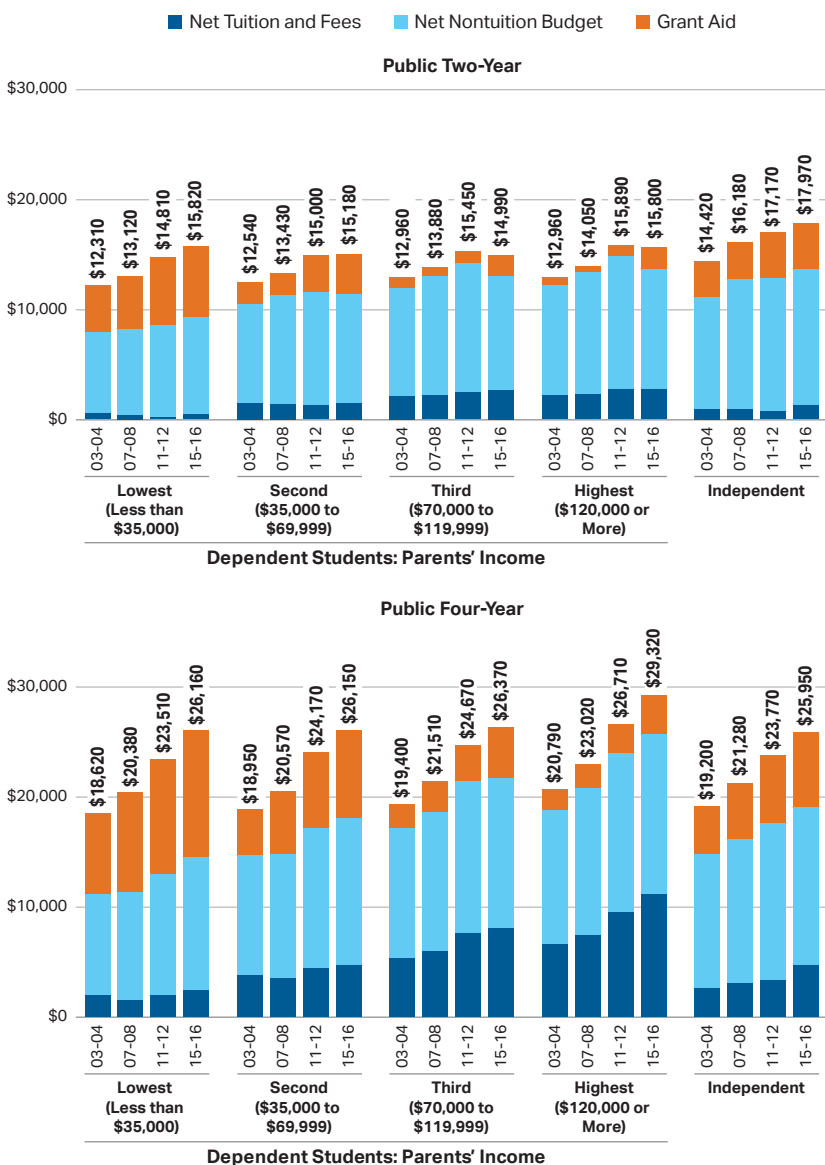 Net Tuition and Fees Net Nontuition Budget Grant Aid
Public Two-Year
$30,000
$20,000
$10,000
$0
$12,310 $13,120 $14,810 $15,820 $12,540 $13,430 $15,000 $15,180 $12,960 $13,880 $15,450 $14,990 $12,960 $14,050 $15,890 $15,800 $14,420 $16,180 $17,170 $17,970
03-04 07-08 11-12 15-16 03-04 07-08 11-12 15-16 03-04 07-08 11-12 15-16 03-04 07-08 11-12 15-16 03-04 07-08 11-12 15-16
Lowest Second Third Highest Independent
(Less than ($35,000 to ($70,000 to ($120,000 or
$35,000) $69,999) $119,999) More)
Dependent Students: Parents' Income
Public Four-Year
$30,000
$20,000
$10,000
$0
$18,620 $20,380 $23,510 $26,160 $18,950 $20,570 $24,170 $26,150 $19,400 $21,510 $24,670 $26,370 $20,790 $23,020 $26,710 $29,320 $19,200 $21,280 $23,770 $25,950
03-04 07-08 11-12 15-16 03-04 07-08 11-12 15-16 03-04 07-08 11-12 15-16 03-04 07-08 11-12 15-16 03-04 07-08 11-12 15-16
Lowest Second Third Highest Independent
(Less than ($35,000 to ($70,000 to ($120,000 or
$35,000) $69,999) $119,999) More)
Dependent Students: Parents' Income